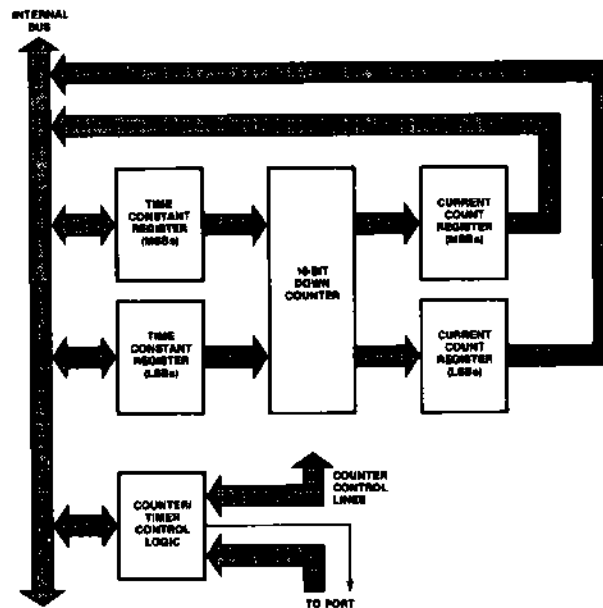 INTERNAL
BUS
TIME
CONSTANT
REGISTER
(MSBs)
16-BIT
DOWN
COUNTER
CURRENT
COUNT
REGISTER
(MSBs)
TIME
CONSTANT
REGISTER
(LSBs)
CURRENT
COUNT
REGISTER
(LSBs)
COUNTER/
TIMER
CONTROL
LOGIC
COUNTER
CONTROL
LINES
TO PORT